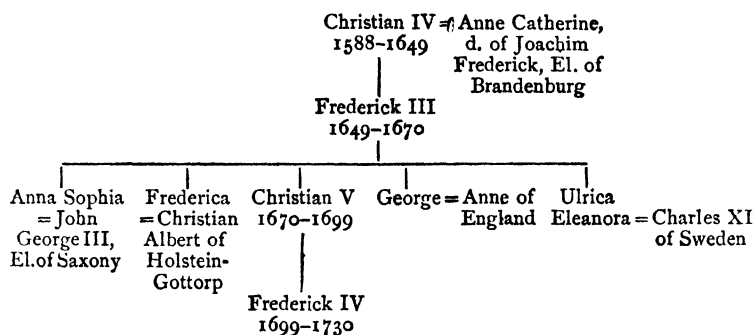 Christian IV = Anne Catherine,
1588–1649 d. of Joachim
Frederick, El. of
Brandenburg
Frederick III
1649–1670
Anna Sophia
= John
George III,
El. of Saxony
Frederica
= Christian
Albert of
Holstein-
Gottorp
Christian V
1670–1699
George = Anne of
England
Ulrica
Eleanora = Charles XI
of Sweden
Frederick IV
1699–1730